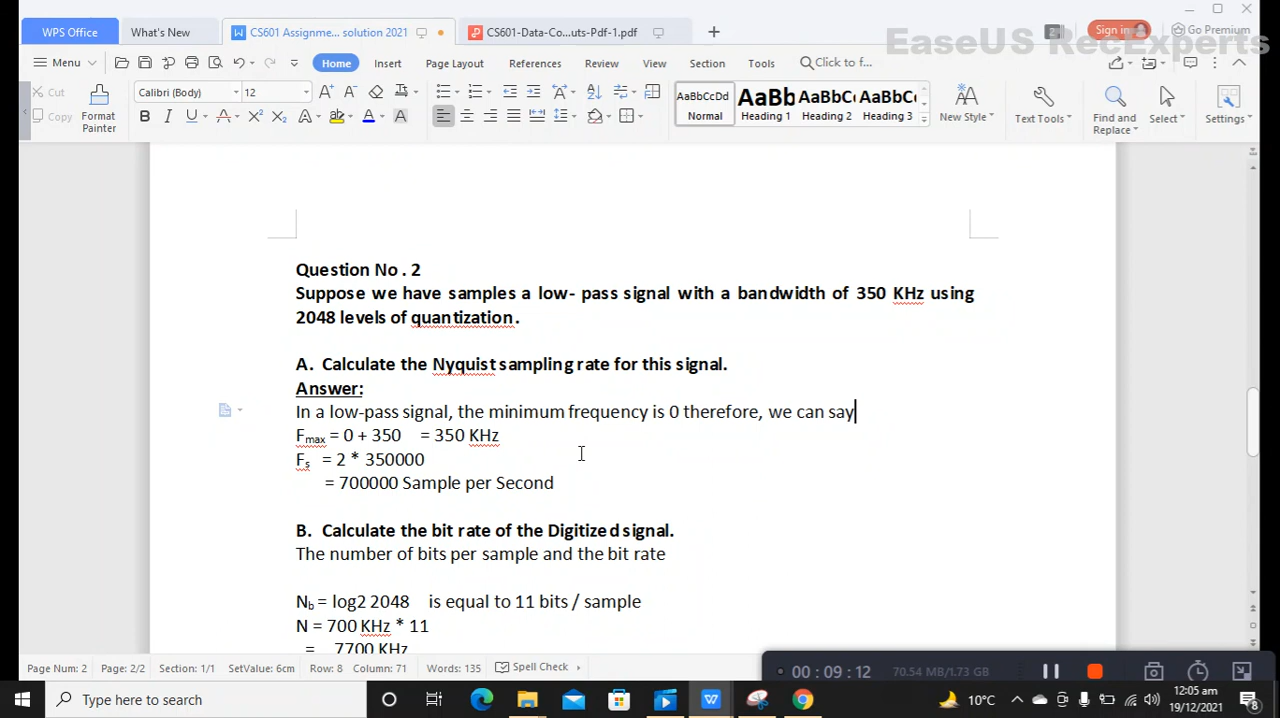 WPS Office
What's New
CS601 Assignme... solution 2021
CS601-Data-Co...uts-Pdf-1.pdf
2
Sign in
Go Premium
EaseUS RecExperts
Menu
Home
Insert
Page Layout
References
Review
View
Section
Tools
Click to f...
Cut
Copy
Format Painter
Calibri (Body)
12
AaBbCcDd
Normal
AaBb
Heading 1
AaBbC
Heading 2
AaBbC
Heading 3
New Style
Text Tools
Find and Replace
Select
Settings
Question No . 2
Suppose we have samples a low- pass signal with a bandwidth of 350 KHz using
2048 levels of quantization.
A. Calculate the Nyquist sampling rate for this signal.
Answer:
In a low-pass signal, the minimum frequency is 0 therefore, we can say
Fmax = 0 + 350 = 350 KHz
Fs = 2 * 350000
= 700000 Sample per Second
B. Calculate the bit rate of the Digitized signal.
The number of bits per sample and the bit rate
Nb = log2 2048 is equal to 11 bits / sample
N = 700 KHz * 11
= 7700 KHz
Page Num: 2
Page: 2/2
Section: 1/1
SetValue: 6cm
Row: 8
Column: 71
Words: 135
Spell Check
00:09:12
70.54 MB/1.73 GB
Type here to search
10°C
12:05 am
19/12/2021
8